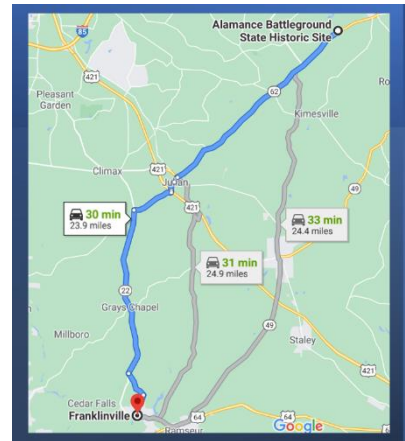 Alamance Battleground
State Historic Site
85
421
Pleasant
Garden
62
Kimesville
Climax
421
Julian
49
30 min
23.9 miles
421
33 min
24.4 miles
31 min
24.9 miles
22
Grays Chapel
49
Millboro
Staley
421
Cedar Falls
Franklinville
64
64
Ramseur
Google